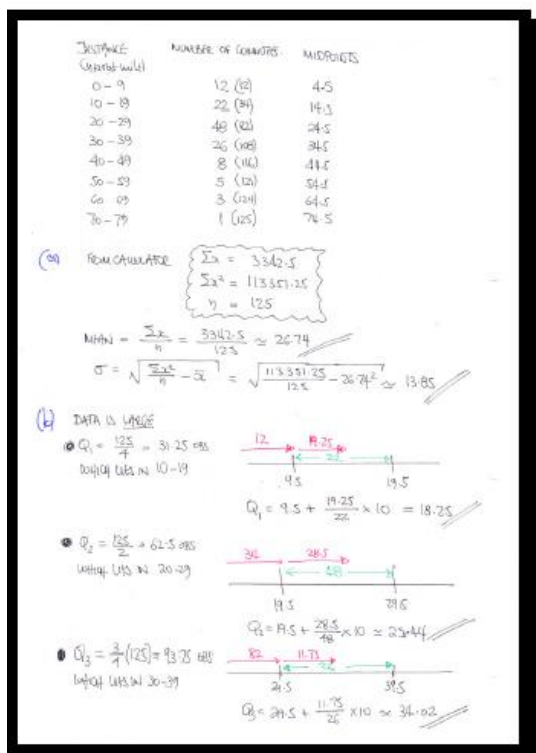 DISTANCE NUMBER OF COMMUTERS MIDPOINTS
(nearest mile)
0 – 9 12 (12) 4.5
10 – 19 22 (34) 14.5
20 – 29 48 (82) 24.5
30 – 39 26 (108) 34.5
40 – 49 8 (116) 44.5
50 – 59 5 (121) 54.5
60 69 3 (124) 64.5
70 – 79 1 (125) 74.5
(a) FROM CALCULATOR Σx = 3342.5
Σx² = 113351.25
n = 125
MEAN = Σx/n = 3342.5/125 ≃ 26.74
σ = √(Σx²/n – x̄) = √(113351.25/125 – 26.74²) ≃ 13.85
(b) DATA IS LARGE
Q₁ = 125/4 = 31.25 OBS
WHICH LIES IN 10–19
12 19.25
22
9.5 19.5
Q₁ = 9.5 + 19.25/22 × 10 = 18.25
Q₂ = 125/2 = 62.5 OBS
WHICH LIES IN 20–29
34 28.5
48
19.5 29.5
Q₂ = 19.5 + 28.5/48 × 10 ≃ 25.44
Q₃ = 3/4(125) = 93.75 OBS
WHICH LIES IN 30–39
82 11.75
26
29.5 39.5
Q₃ = 29.5 + 11.75/26 × 10 ≃ 34.02